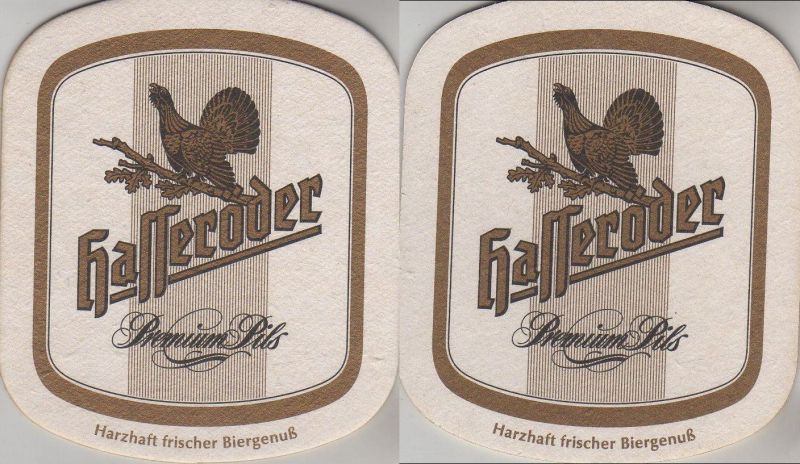 Hasseroder
Premium Pils
Harzhaft frischer Biergenuß
Hasseroder
Premium Pils
Harzhaft frischer Biergenuß